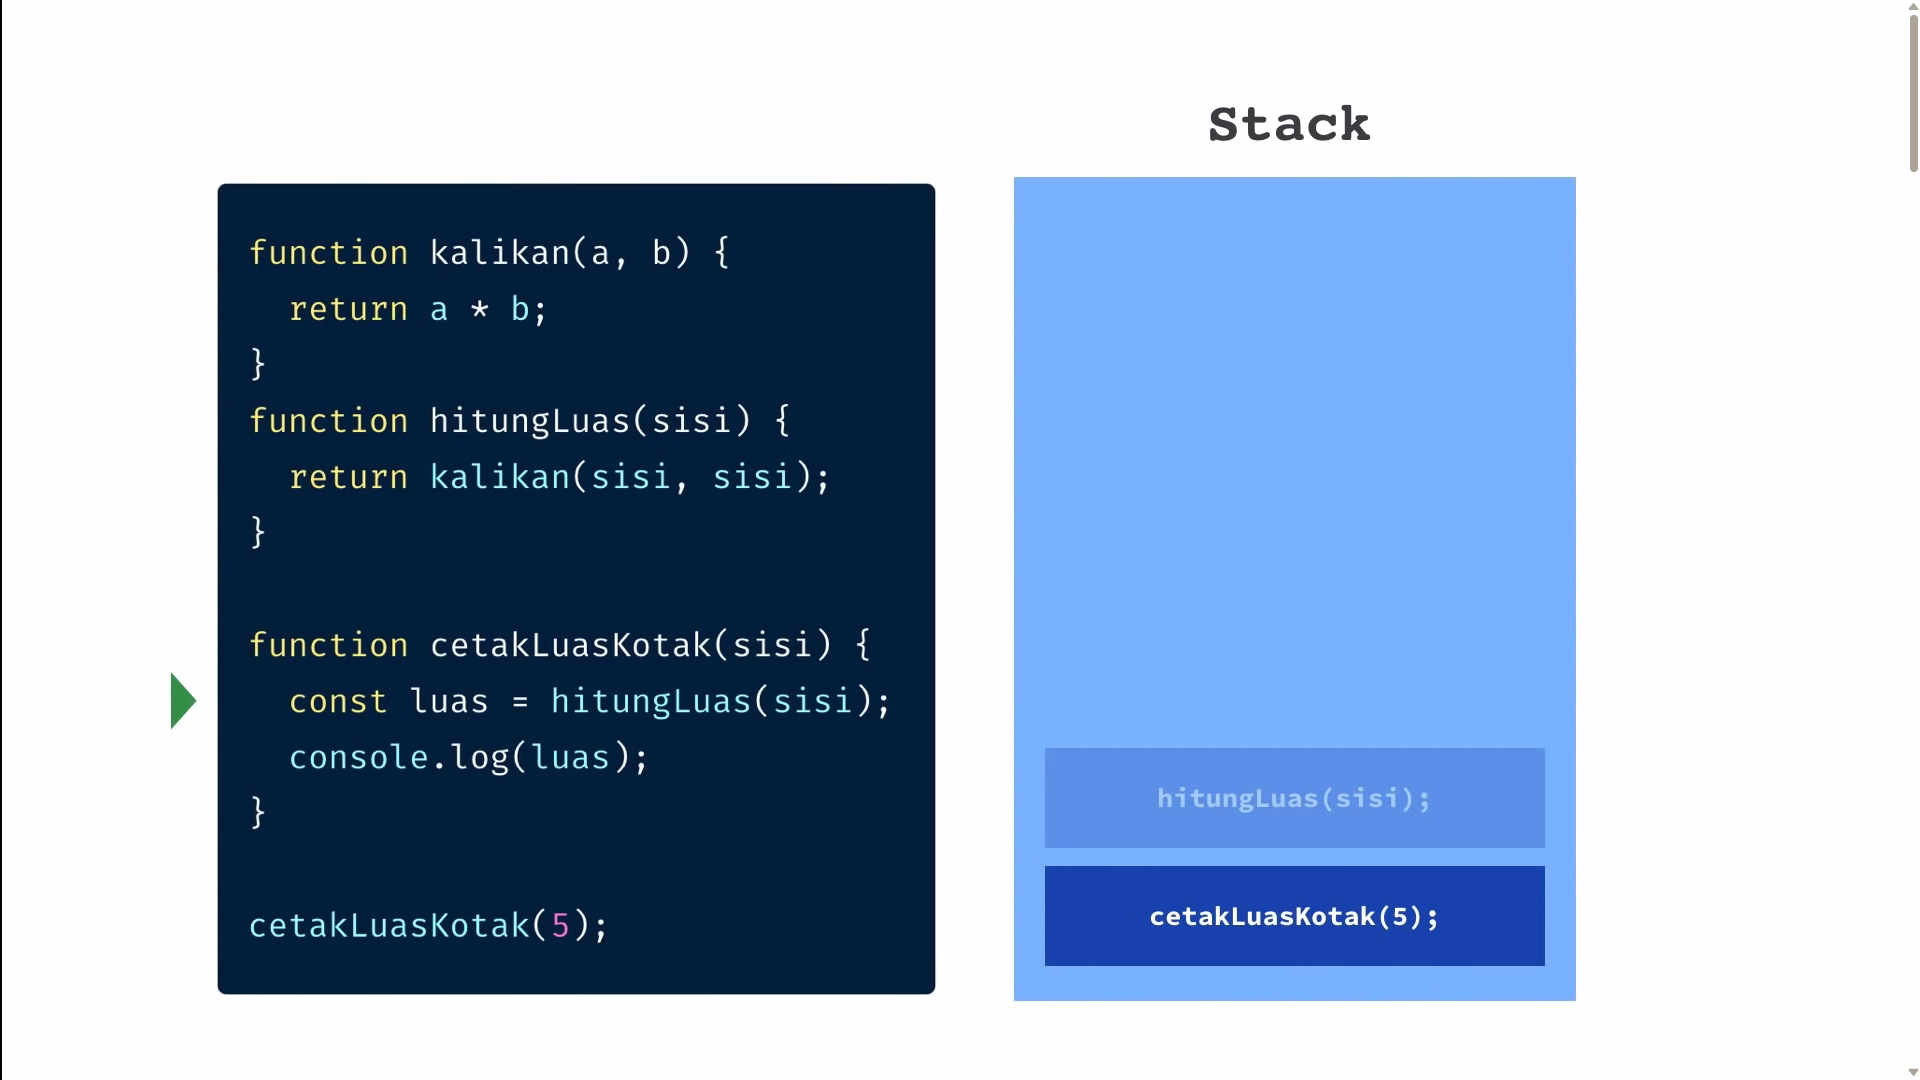 Stack
function kalikan(a, b) {
  return a * b;
}
function hitungLuas(sisi) {
  return kalikan(sisi, sisi);
}
function cetakLuasKotak(sisi) {
  const luas = hitungLuas(sisi);
  console.log(luas);
}
cetakLuasKotak(5);
hitungLuas(sisi);
cetakLuasKotak(5);